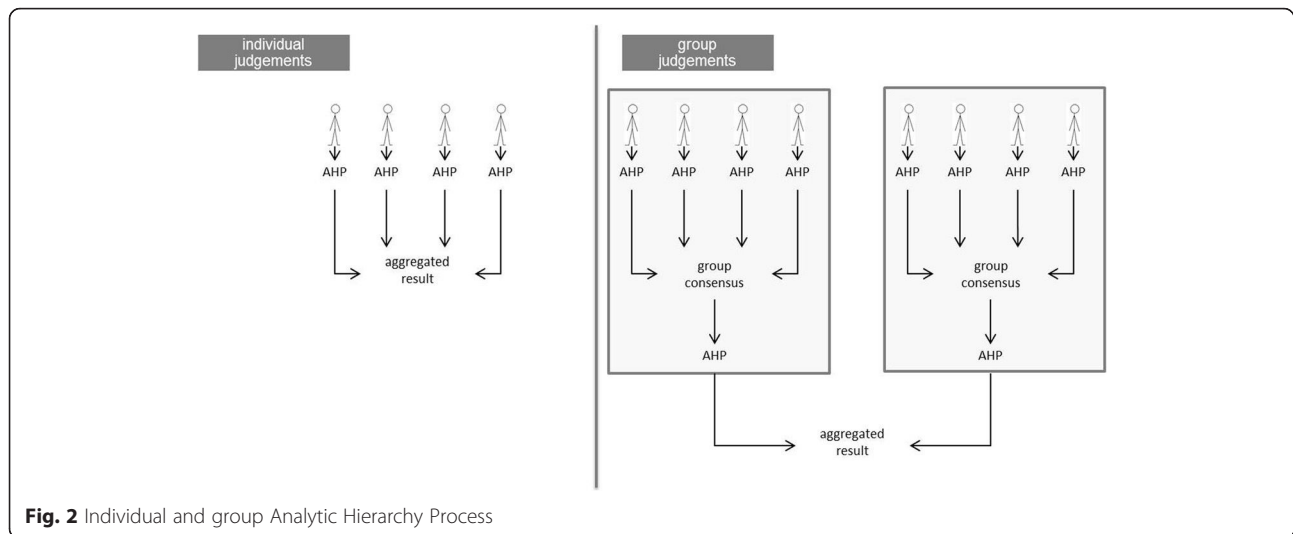 individual
judgements
AHP AHP AHP AHP
aggregated
result
group
judgements
AHP AHP AHP AHP
group
consensus
AHP
AHP AHP AHP AHP
group
consensus
AHP
aggregated
result
Fig. 2 Individual and group Analytic Hierarchy Process